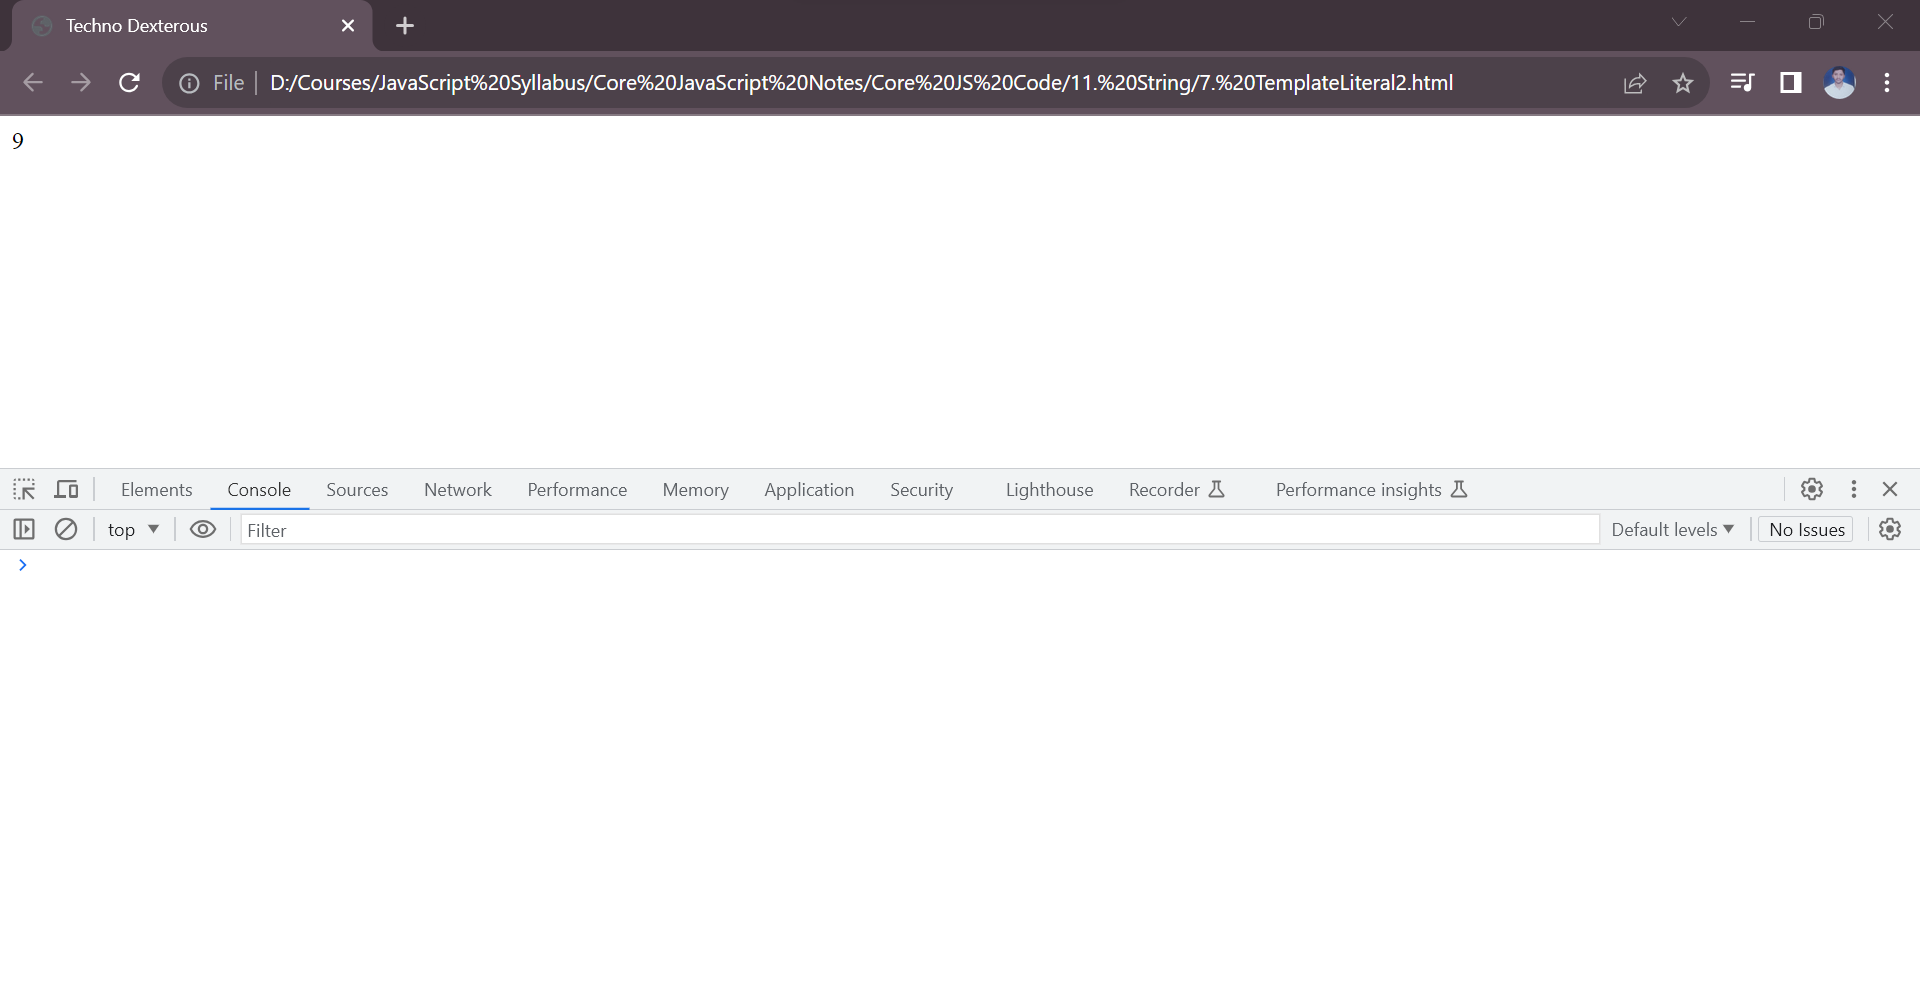 Techno Dexterous
File D:/Courses/JavaScript%20Syllabus/Core%20JavaScript%20Notes/Core%20JS%20Code/11.%20String/7.%20TemplateLiteral2.html
9
Elements Console Sources Network Performance Memory Application Security Lighthouse Recorder Performance insights
top Filter Default levels No Issues